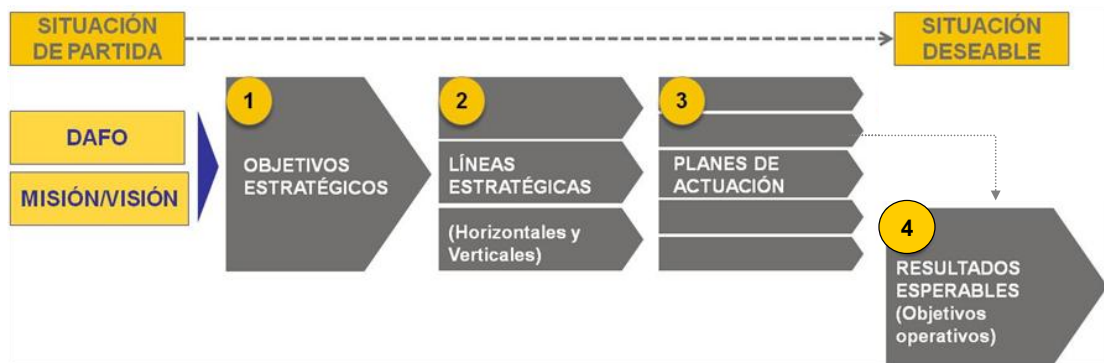 SITUACIÓN
DE PARTIDA
SITUACIÓN
DESEABLE
DAFO
MISIÓN/VISIÓN
1
OBJETIVOS
ESTRATÉGICOS
2
LÍNEAS
ESTRATÉGICAS
(Horizontales y
Verticales)
3
PLANES DE
ACTUACIÓN
4
RESULTADOS
ESPERABLES
(Objetivos
operativos)